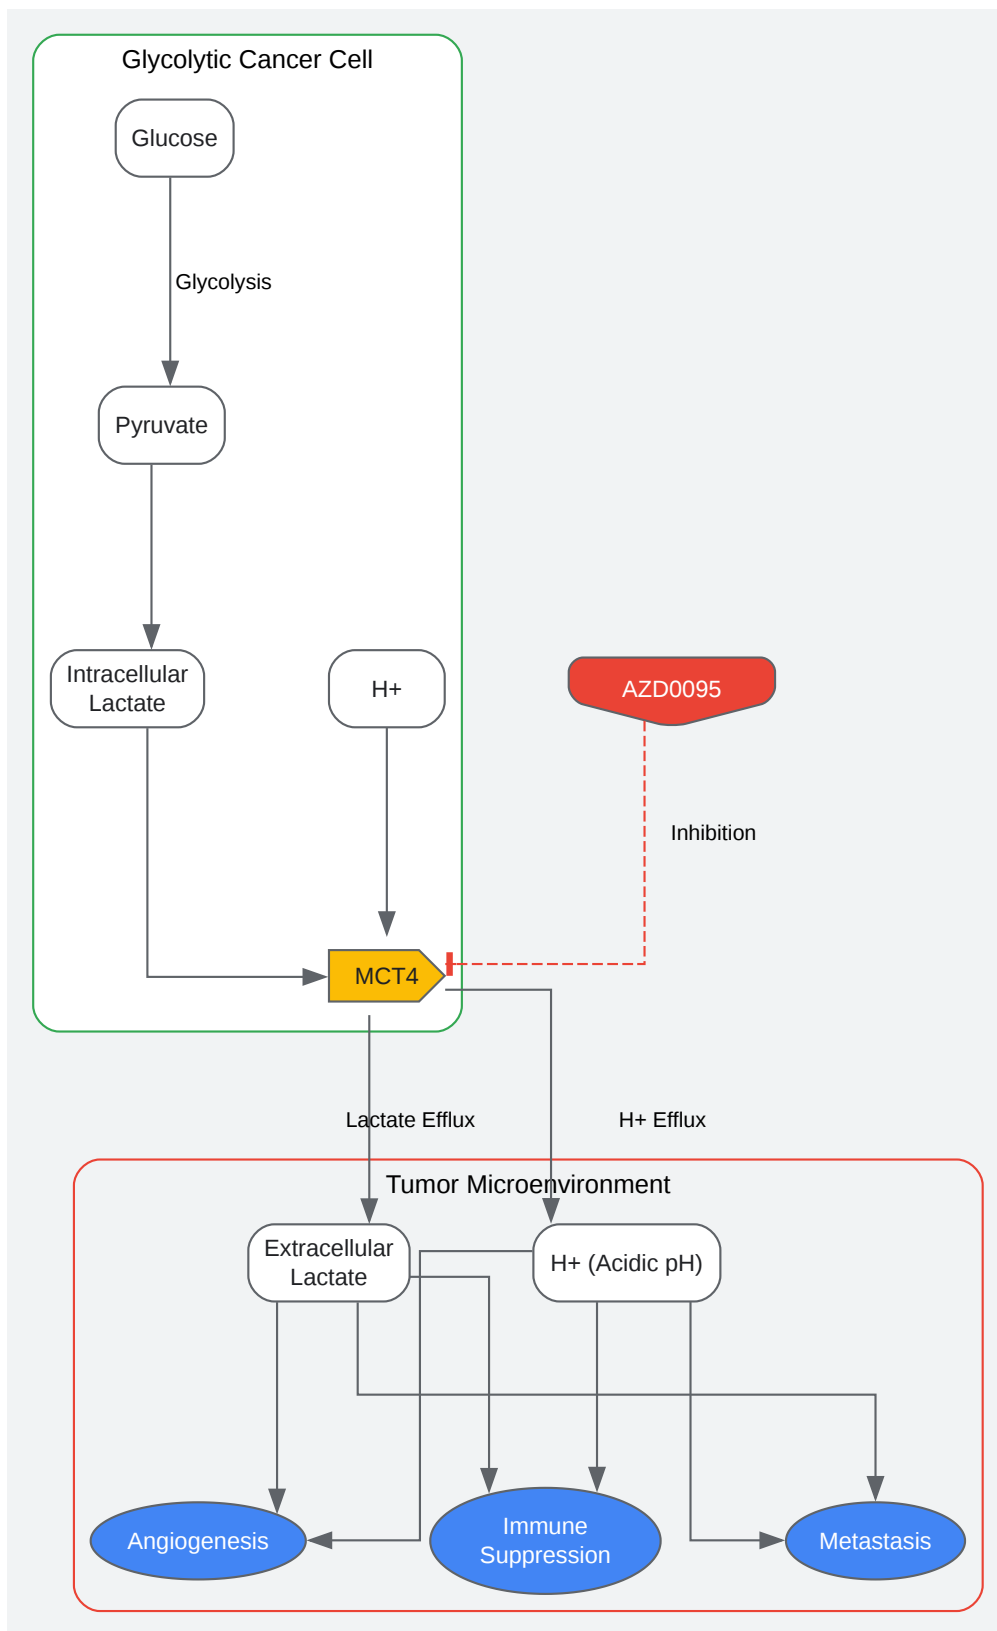 Glycolytic Cancer Cell
Glucose
Glycolysis
Pyruvate
Intracellular
Lactate
H+
AZD0095
Inhibition
MCT4
Lactate Efflux
H+ Efflux
Tumor Microenvironment
Extracellular
Lactate
H+ (Acidic pH)
Angiogenesis
Immune
Suppression
Metastasis